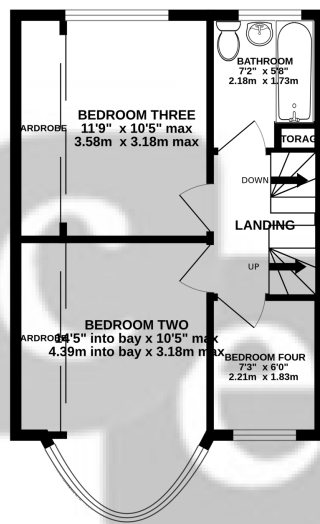 BATHROOM
7'2" x 5'8"
2.18m x 1.73m
BEDROOM THREE
11'9" x 10'5" max
3.58m x 3.18m max
ARDROBE
TORAG
DOWN
LANDING
UP
BEDROOM TWO
14'5" into bay x 10'5" max
4.39m into bay x 3.18m max
ARDROBE
BEDROOM FOUR
7'3" x 6'0"
2.21m x 1.83m